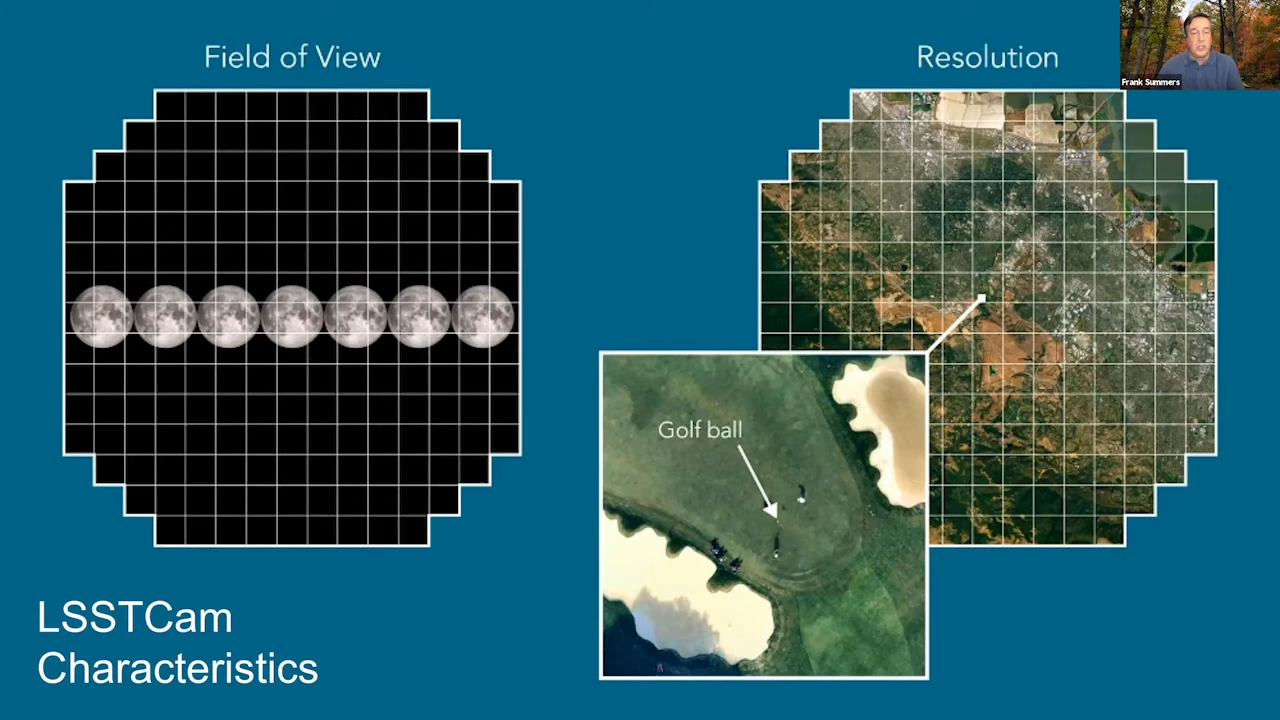 Field of View
Resolution
Frank Summers
Golf ball
LSSTCam
Characteristics